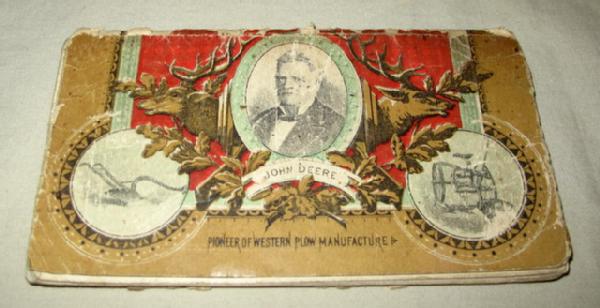 JOHN DEERE
PIONEER OF WESTERN PLOW MANUFACTURE